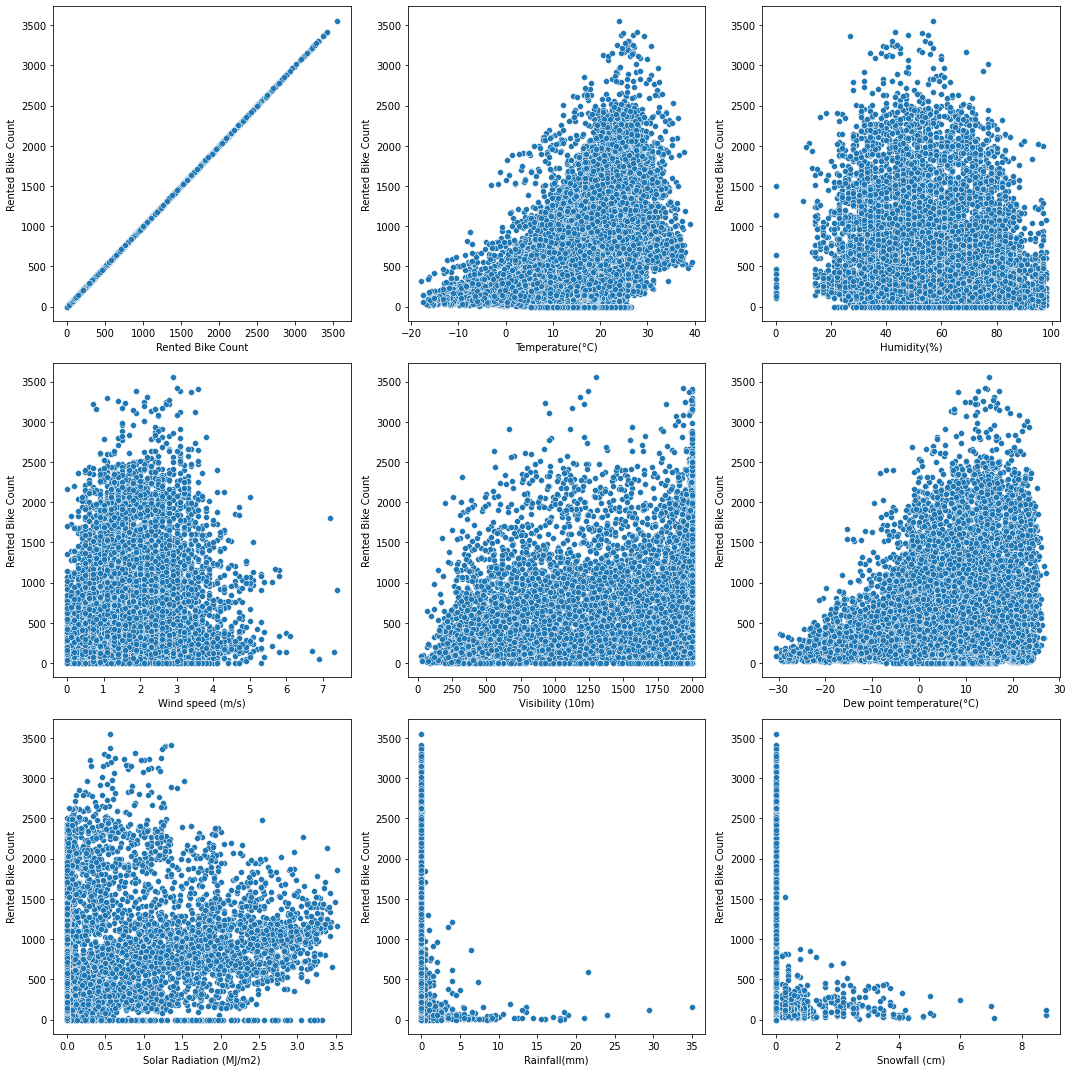 3500
3000
2500
2000
1500
1000
500
0
Rented Bike Count
0 500 1000 1500 2000 2500 3000 3500
Rented Bike Count
3500
3000
2500
2000
1500
1000
500
0
Rented Bike Count
−20 −10 0 10 20 30 40
Temperature(°C)
3500
3000
2500
2000
1500
1000
500
0
Rented Bike Count
0 20 40 60 80 100
Humidity(%)
3500
3000
2500
2000
1500
1000
500
0
Rented Bike Count
0 1 2 3 4 5 6 7
Wind speed (m/s)
3500
3000
2500
2000
1500
1000
500
0
Rented Bike Count
0 250 500 750 1000 1250 1500 1750 2000
Visibility (10m)
3500
3000
2500
2000
1500
1000
500
0
Rented Bike Count
−30 −20 −10 0 10 20 30
Dew point temperature(°C)
3500
3000
2500
2000
1500
1000
500
0
Rented Bike Count
0.0 0.5 1.0 1.5 2.0 2.5 3.0 3.5
Solar Radiation (MJ/m2)
3500
3000
2500
2000
1500
1000
500
0
Rented Bike Count
0 5 10 15 20 25 30 35
Rainfall(mm)
3500
3000
2500
2000
1500
1000
500
0
Rented Bike Count
0 2 4 6 8
Snowfall (cm)